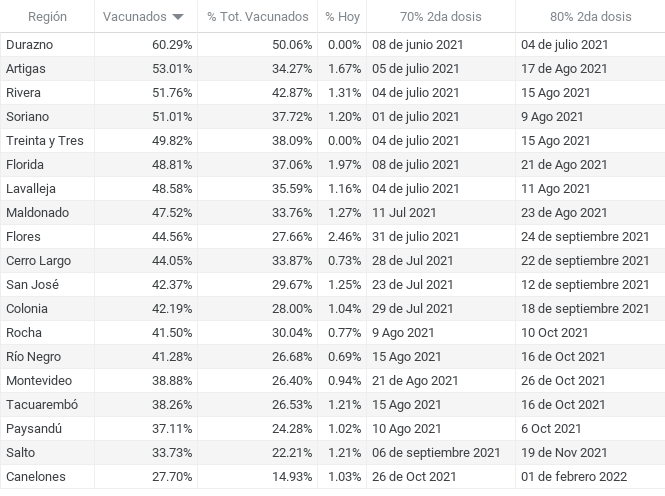 Región Vacunados % Tot. Vacunados % Hoy 70% 2da dosis 80% 2da dosis
Durazno 60.29% 50.06% 0.00% 08 de junio 2021 04 de julio 2021
Artigas 53.01% 34.27% 1.67% 05 de julio 2021 17 de Ago 2021
Rivera 51.76% 42.87% 1.31% 04 de julio 2021 15 Ago 2021
Soriano 51.01% 37.72% 1.20% 01 de julio 2021 9 Ago 2021
Treinta y Tres 49.82% 38.09% 0.00% 04 de julio 2021 15 Ago 2021
Florida 48.81% 37.06% 1.97% 08 de julio 2021 21 de Ago 2021
Lavalleja 48.58% 35.59% 1.16% 04 de julio 2021 11 Ago 2021
Maldonado 47.52% 33.76% 1.27% 11 Jul 2021 23 de Ago 2021
Flores 44.56% 27.66% 2.46% 31 de julio 2021 24 de septiembre 2021
Cerro Largo 44.05% 33.87% 0.73% 28 de Jul 2021 22 de septiembre 2021
San José 42.37% 29.67% 1.25% 23 de Jul 2021 12 de septiembre 2021
Colonia 42.19% 28.00% 1.04% 29 de Jul 2021 18 de septiembre 2021
Rocha 41.50% 30.04% 0.77% 9 Ago 2021 10 Oct 2021
Río Negro 41.28% 26.68% 0.69% 15 Ago 2021 16 de Oct 2021
Montevideo 38.88% 26.40% 0.94% 21 de Ago 2021 26 de Oct 2021
Tacuarembó 38.26% 26.53% 1.21% 15 Ago 2021 16 de Oct 2021
Paysandú 37.11% 24.28% 1.02% 10 Ago 2021 6 Oct 2021
Salto 33.73% 22.21% 1.21% 06 de septiembre 2021 19 de Nov 2021
Canelones 27.70% 14.93% 1.03% 26 de Oct 2021 01 de febrero 2022